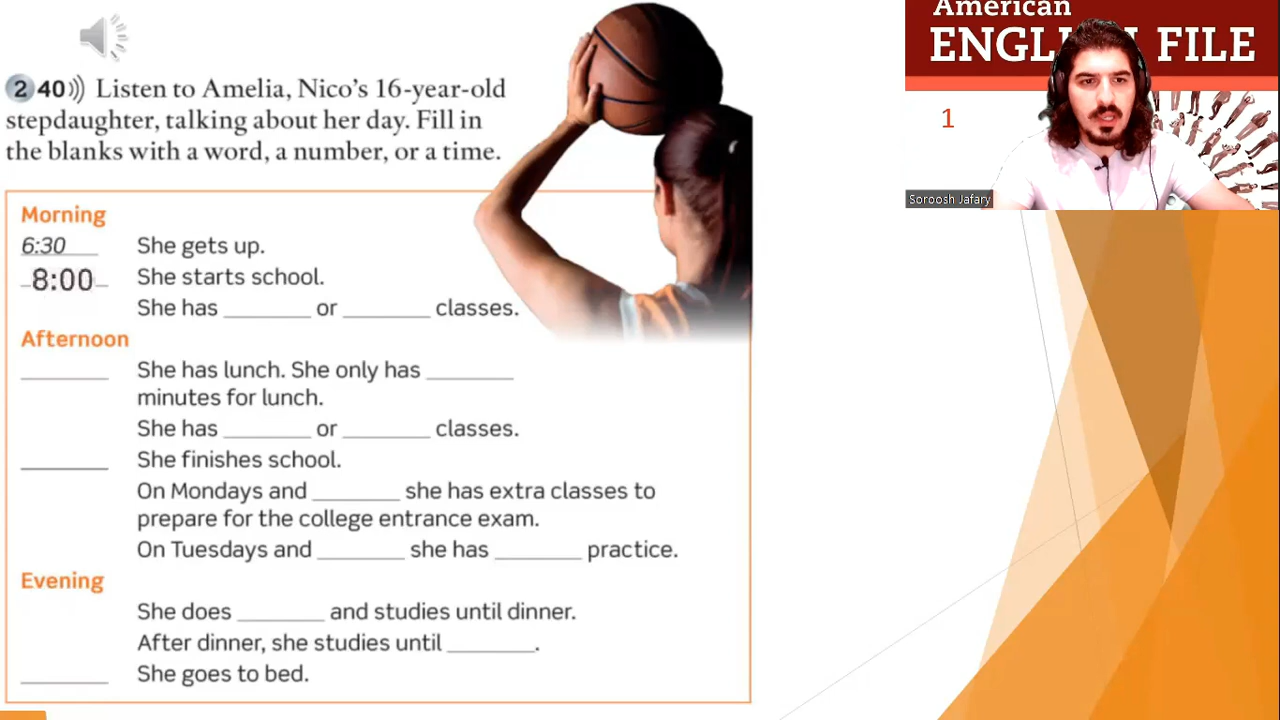 2 40 Listen to Amelia, Nico's 16-year-old
stepdaughter, talking about her day. Fill in
the blanks with a word, a number, or a time.
Morning
6:30 She gets up.
8:00 She starts school.
She has ________ or ________ classes.
Afternoon
________ She has lunch. She only has ________
minutes for lunch.
She has ________ or ________ classes.
________ She finishes school.
On Mondays and ________ she has extra classes to
prepare for the college entrance exam.
On Tuesdays and ________ she has ________ practice.
Evening
She does ________ and studies until dinner.
After dinner, she studies until ________.
________ She goes to bed.
American
ENGL FILE
1
Soroosh Jafary